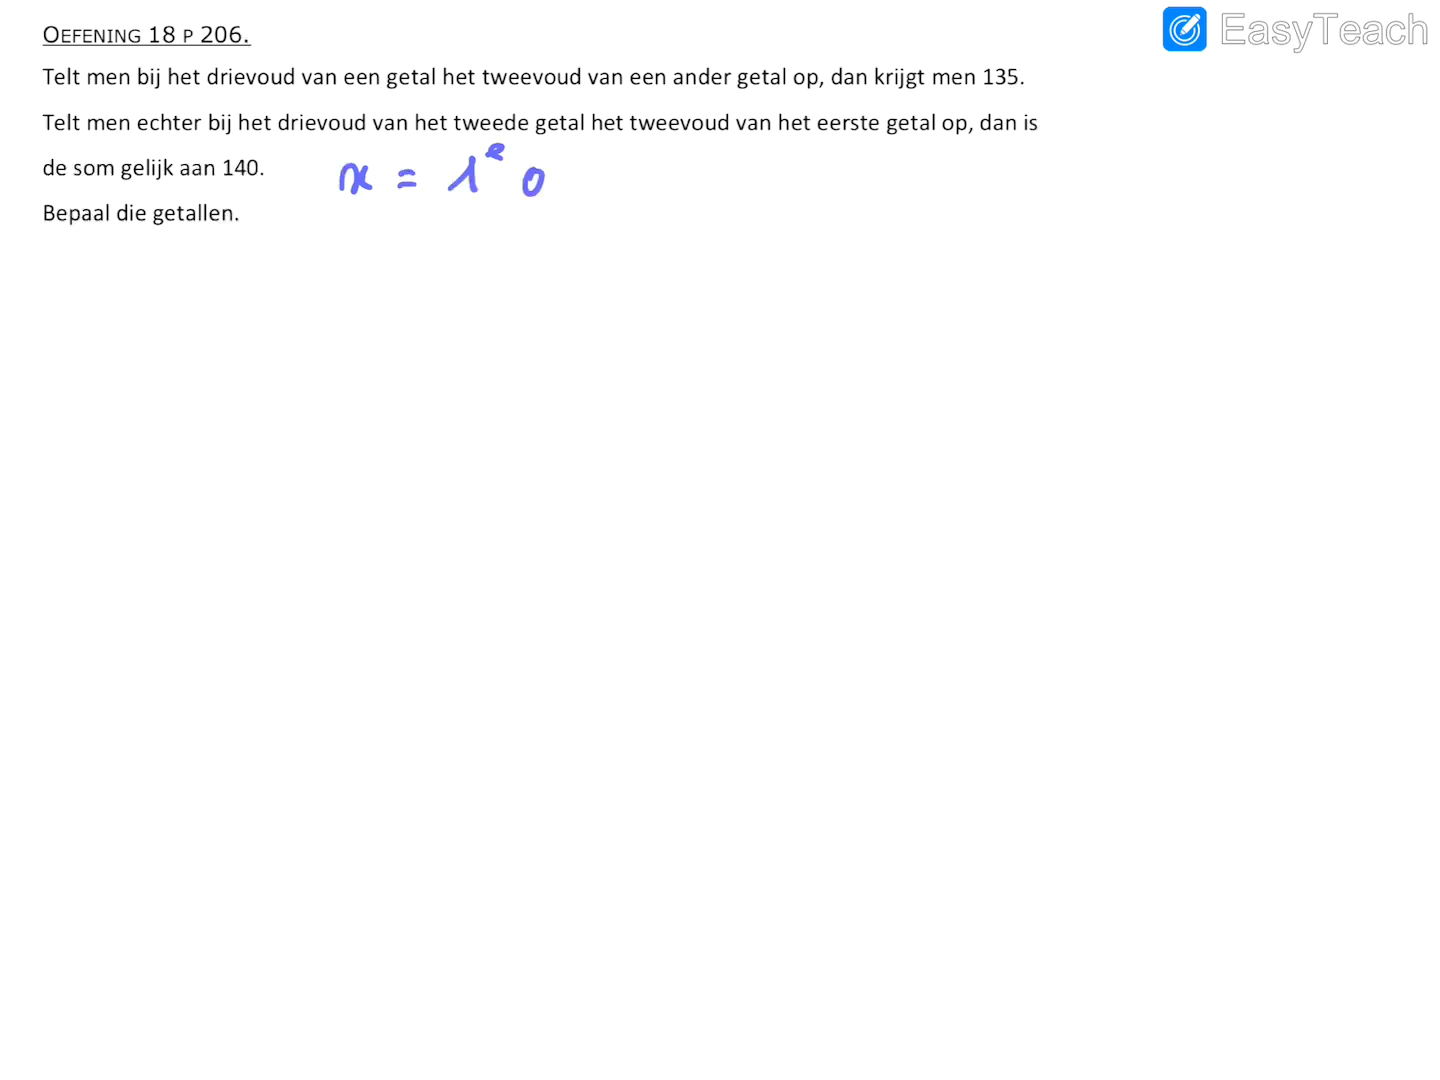 OEFENING 18 P 206.
EasyTeach
Telt men bij het drievoud van een getal het tweevoud van een ander getal op, dan krijgt men 135.
Telt men echter bij het drievoud van het tweede getal het tweevoud van het eerste getal op, dan is
de som gelijk aan 140.
x = 1ᵉ 0
Bepaal die getallen.